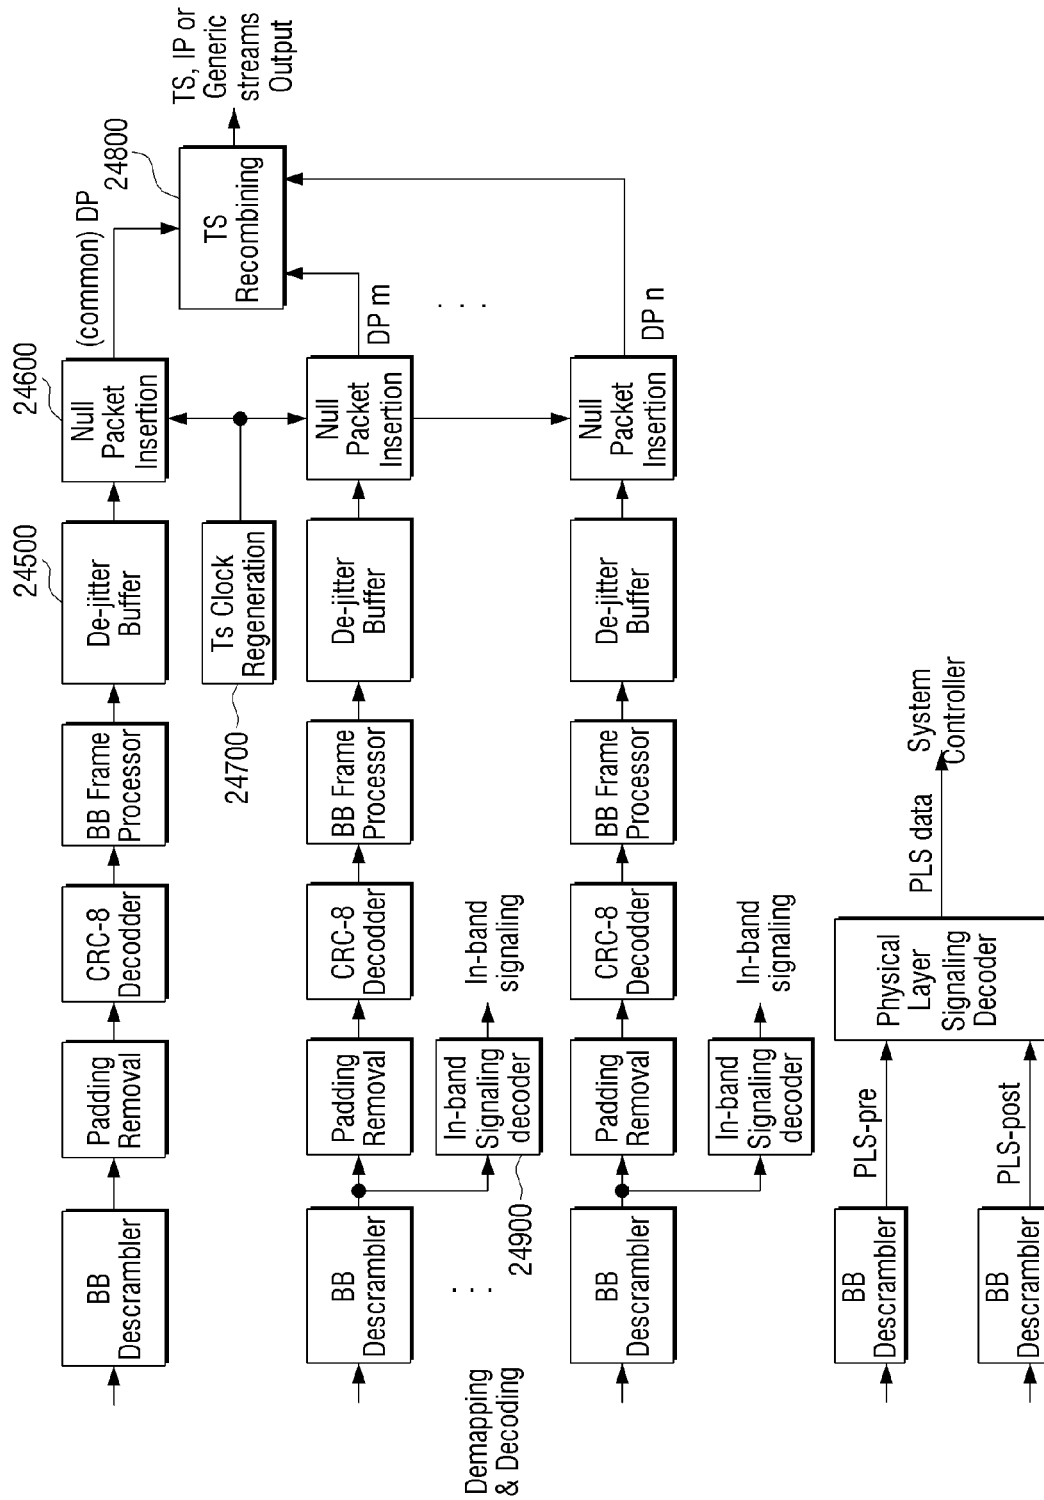 BB
Descrambler
Padding
Removal
CRC-8
Decodder
BB Frame
Processor
24500
De-jitter
Buffer
24600
Null
Packet
Insertion
(common) DP
24800
TS
Recombining
TS, IP or
Generic
streams
Output
24700
Ts Clock
Regeneration
BB
Descrambler
Padding
Removal
CRC-8
Decodder
BB Frame
Processor
De-jitter
Buffer
Null
Packet
Insertion
DP m
. . .
24900
In-band
Signaling
decoder
In-band
signaling
. . .
Demapping
& Decoding
BB
Descrambler
Padding
Removal
CRC-8
Decodder
BB Frame
Processor
De-jitter
Buffer
Null
Packet
Insertion
DP n
In-band
Signaling
decoder
In-band
signaling
BB
Descrambler
PLS-pre
Physical
Layer
Signaling
Decoder
PLS data
System
Controller
BB
Descrambler
PLS-post